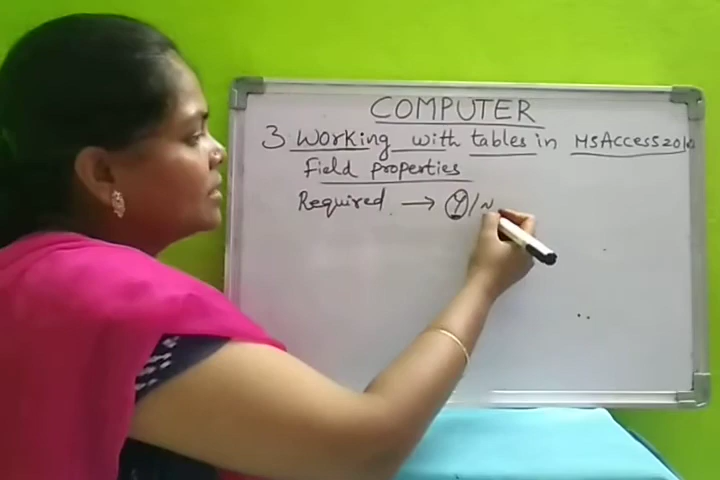 COMPUTER
3. Working with tables in MSAccess2010
Field properties
Required → Y/N